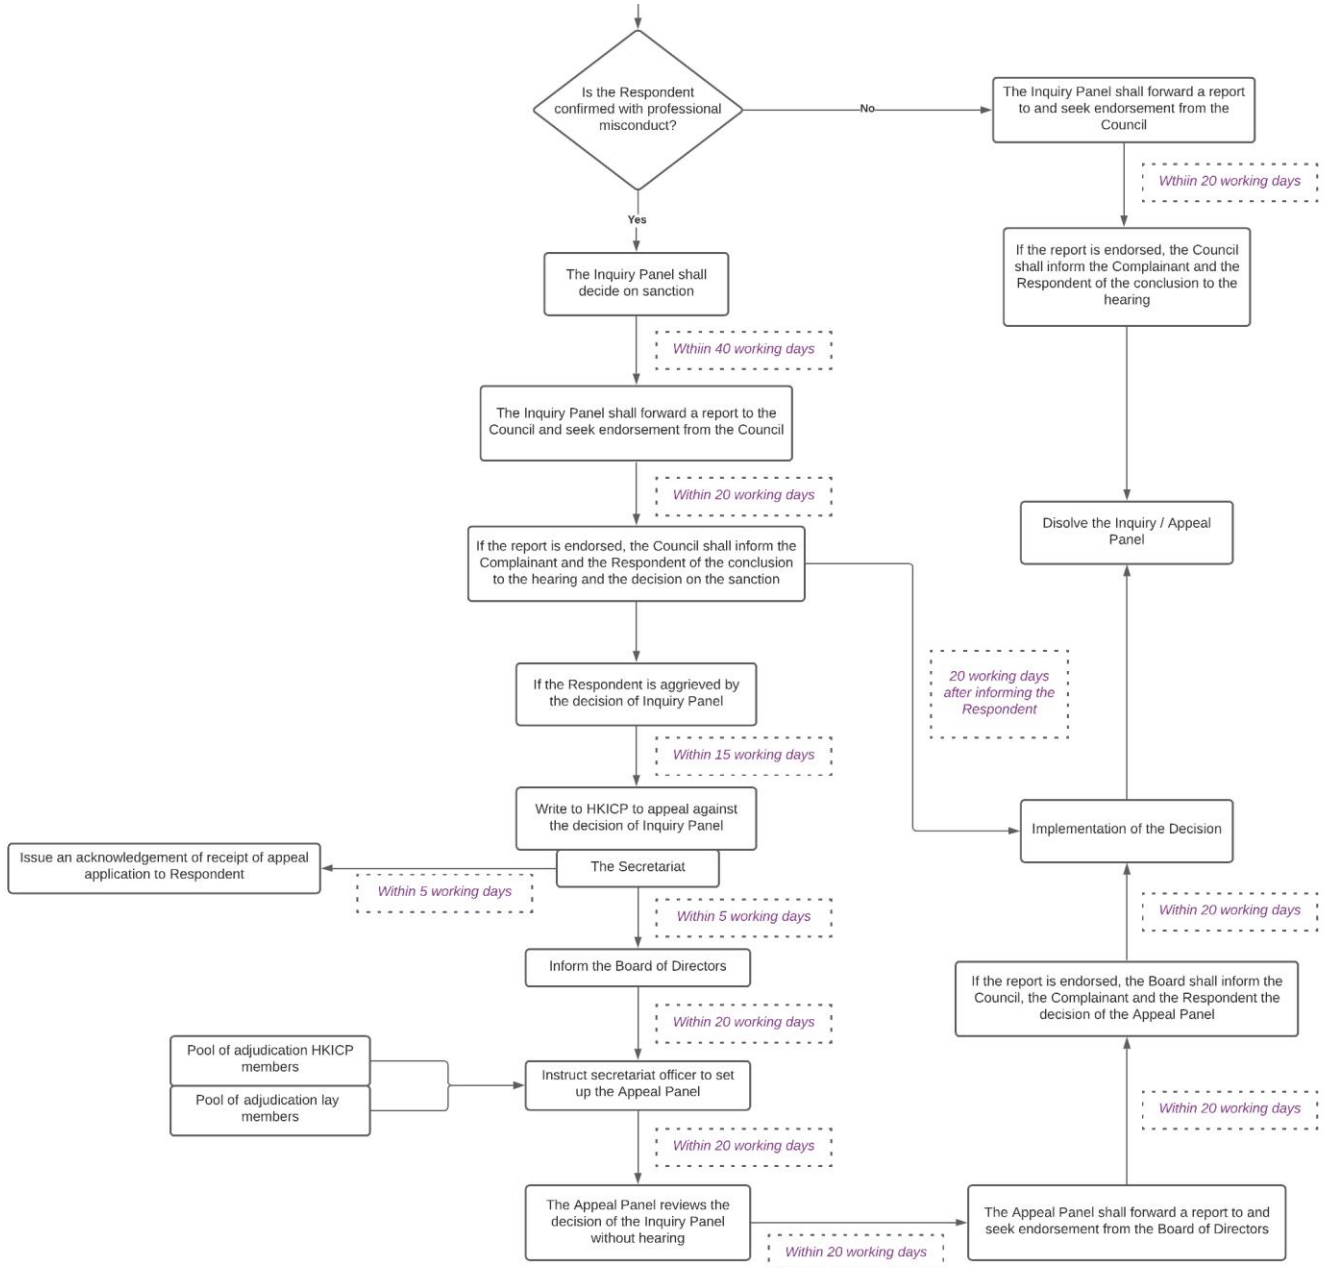 Is the Respondent
confirmed with professional
misconduct?
No
The Inquiry Panel shall forward a report
to and seek endorsement from the
Council
Wthiin 20 working days
Yes
If the report is endorsed, the Council
shall inform the Complainant and the
Respondent of the conclusion to the
hearing
The Inquiry Panel shall
decide on sanction
Wthiin 40 working days
The Inquiry Panel shall forward a report to the
Council and seek endorsement from the Council
Within 20 working days
Disolve the Inquiry / Appeal
Panel
If the report is endorsed, the Council shall inform the
Complainant and the Respondent of the conclusion
to the hearing and the decision on the sanction
If the Respondent is aggrieved by
the decision of Inquiry Panel
20 working days
after informing the
Respondent
Within 15 working days
Write to HKICP to appeal against
the decision of Inquiry Panel
Implementation of the Decision
The Secretariat
Issue an acknowledgement of receipt of appeal
application to Respondent
Within 5 working days
Within 5 working days
Within 20 working days
Inform the Board of Directors
If the report is endorsed, the Board shall inform the
Council, the Complainant and the Respondent the
decision of the Appeal Panel
Within 20 working days
Pool of adjudication HKICP
members
Pool of adjudication lay
members
Instruct secretariat officer to set
up the Appeal Panel
Within 20 working days
Within 20 working days
The Appeal Panel reviews the
decision of the Inquiry Panel
without hearing
Within 20 working days
The Appeal Panel shall forward a report to and
seek endorsement from the Board of Directors